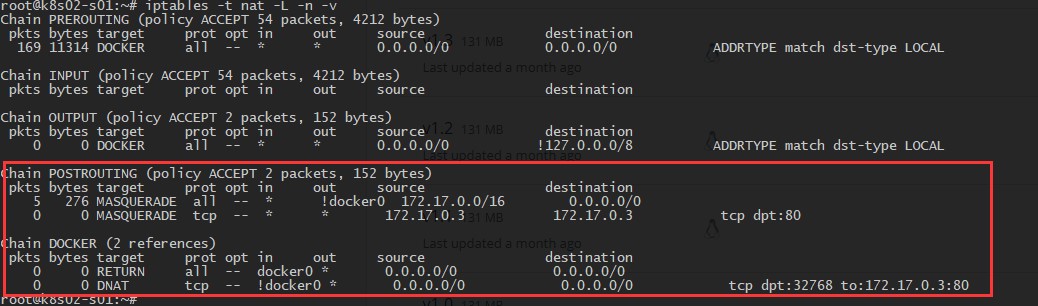 root@k8s02-s01:~# iptables -t nat -L -n -v
Chain PREROUTING (policy ACCEPT 54 packets, 4212 bytes)
pkts bytes target prot opt in out source destination
169 11314 DOCKER all -- * * 0.0.0.0/0 0.0.0.0/0 ADDRTYPE match dst-type LOCAL
131 MB
Last updated a month ago
Chain INPUT (policy ACCEPT 54 packets, 4212 bytes)
pkts bytes target prot opt in out source destination
Chain OUTPUT (policy ACCEPT 2 packets, 152 bytes)
v1.2 131 MB
pkts bytes target prot opt in out source destination
0 0 DOCKER all -- * * 0.0.0.0/0 !127.0.0.0/8 ADDRTYPE match dst-type LOCAL
Last updated a month ago
Chain POSTROUTING (policy ACCEPT 2 packets, 152 bytes)
pkts bytes target prot opt in out source destination
5 276 MASQUERADE all -- * !docker0 172.17.0.0/16 0.0.0.0/0
0 0 MASQUERADE tcp -- * * 172.17.0.3 172.17.0.3 tcp dpt:80
131 MB
Last updated a month ago
Chain DOCKER (2 references)
pkts bytes target prot opt in out source destination
0 0 RETURN all -- docker0 * 0.0.0.0/0 0.0.0.0/0
0 0 DNAT tcp -- !docker0 * 0.0.0.0/0 0.0.0.0/0 tcp dpt:32768 to:172.17.0.3:80
root@k8s02-s01:~#
v1.0 131 MB